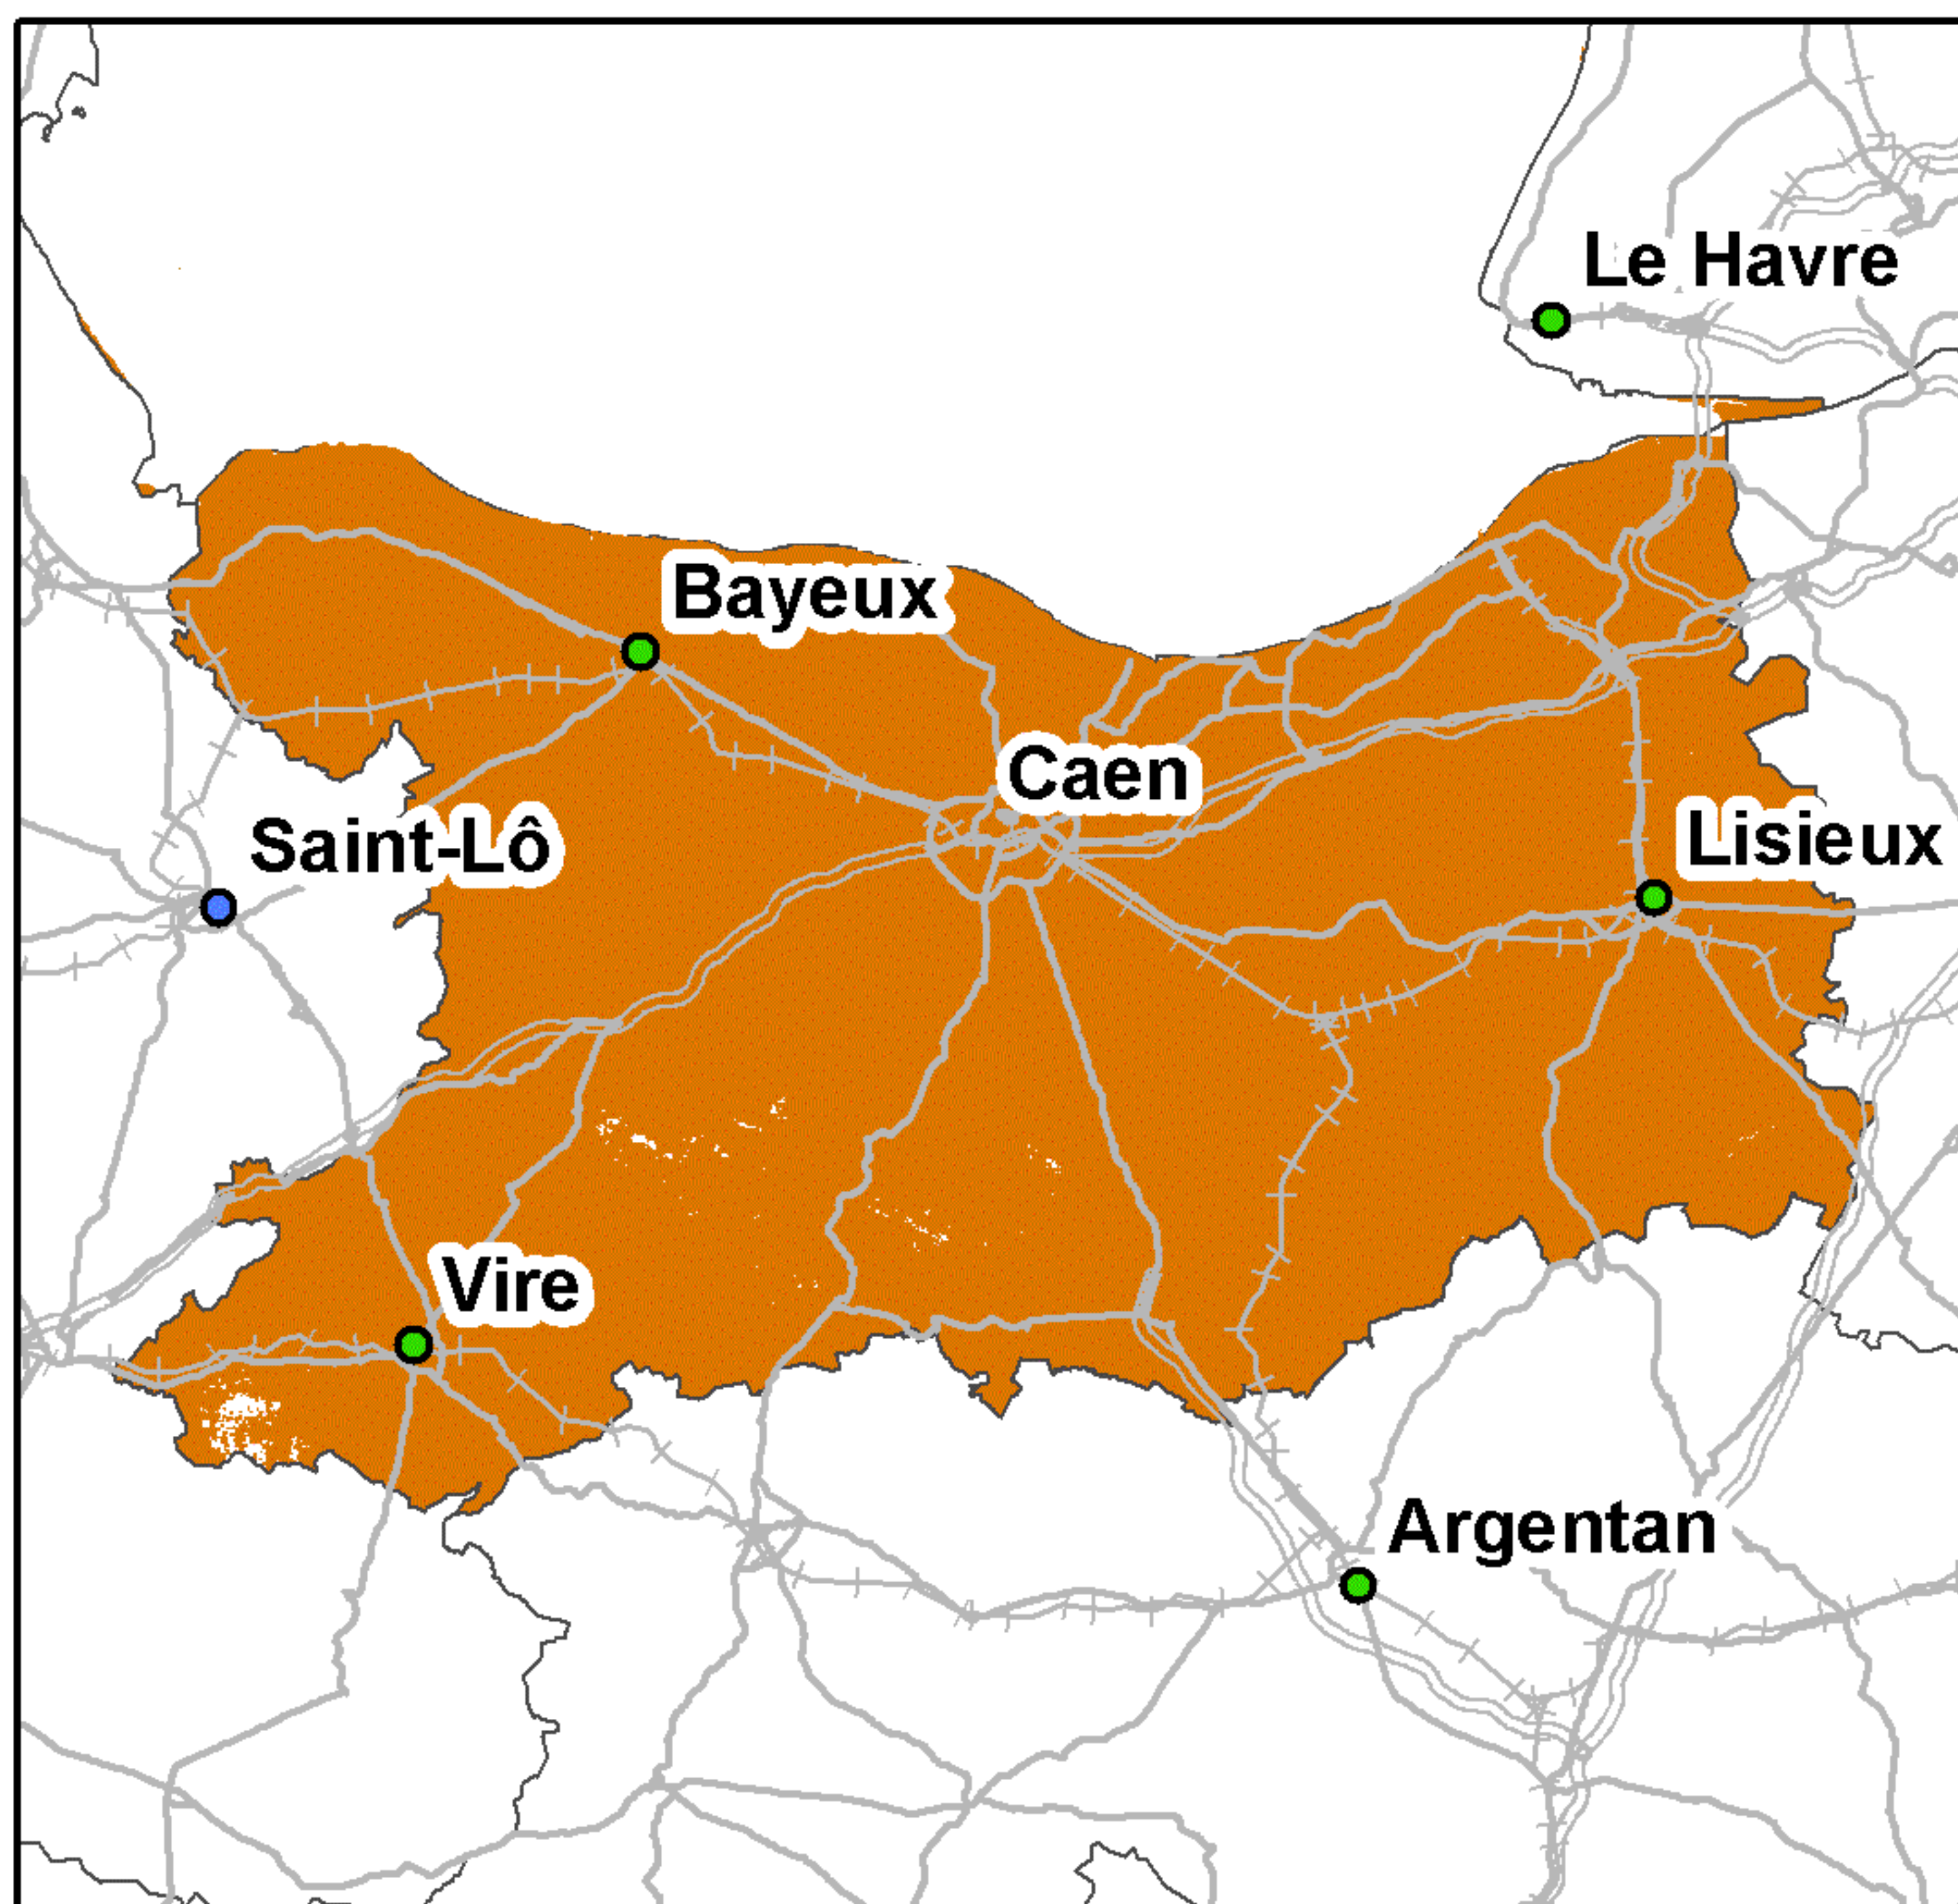 Le Havre
Bayeux
Caen
Saint-Lô
Lisieux
Vire
Argentan